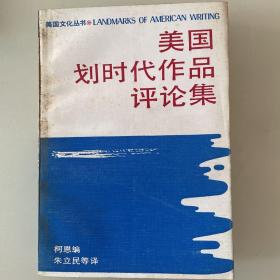 美国文化丛书 LANDMARKS OF AMERICAN WRITING
美国
划时代作品
评论集
柯恩编
朱立民等译